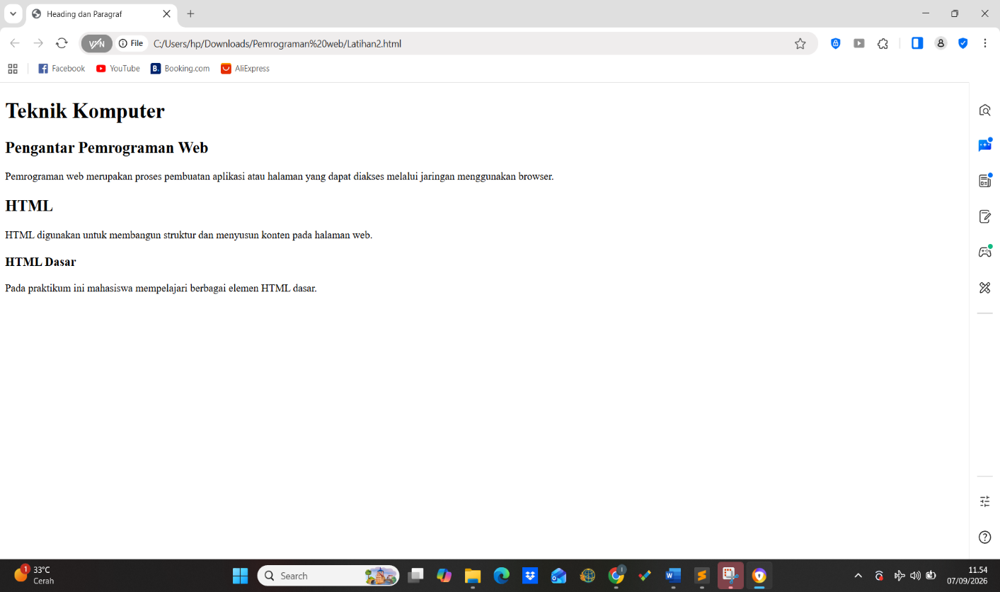 Heading dan Paragraf
VPN
File
C:/Users/hp/Downloads/Pemrograman%20web/Latihan2.html
Facebook
YouTube
B. Booking.com
AliExpress
Teknik Komputer
Pengantar Pemrograman Web
Pemrograman web merupakan proses pembuatan aplikasi atau halaman yang dapat diakses melalui jaringan menggunakan browser.
HTML
HTML digunakan untuk membangun struktur dan menyusun konten pada halaman web.
HTML Dasar
Pada praktikum ini mahasiswa mempelajari berbagai elemen HTML dasar.
1
33°C
Cerah
Search
11.54
07/09/2026